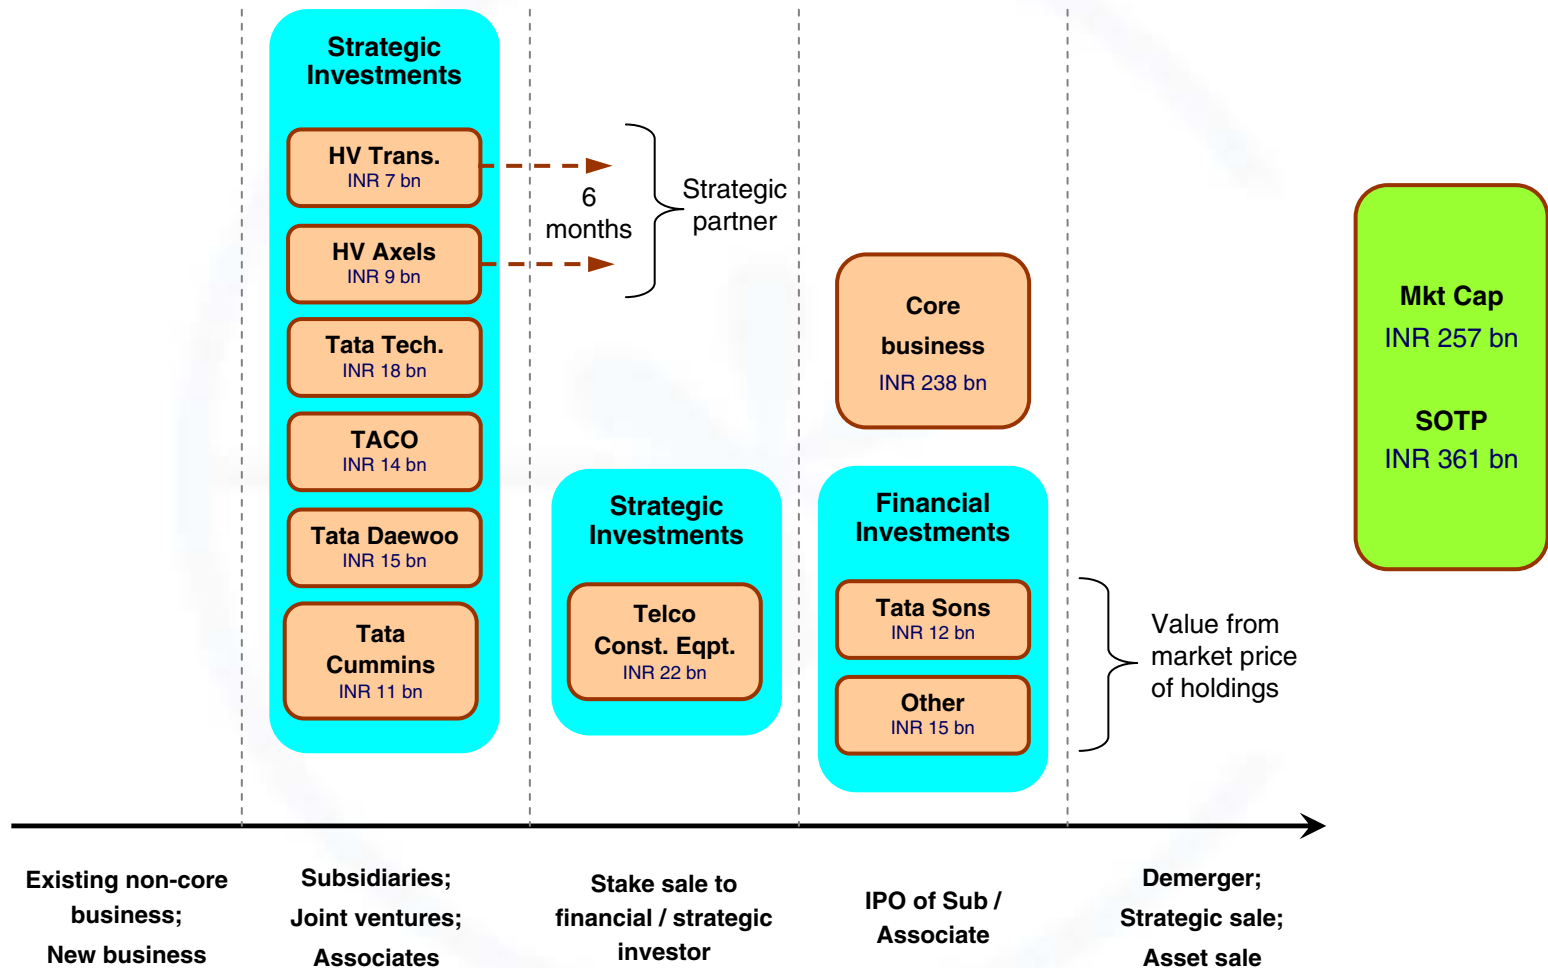 Strategic
Investments
HV Trans.
INR 7 bn
HV Axels
INR 9 bn
Tata Tech.
INR 18 bn
TACO
INR 14 bn
Tata Daewoo
INR 15 bn
Tata
Cummins
INR 11 bn
6
months
Strategic
partner
Strategic
Investments
Telco
Const. Eqpt.
INR 22 bn
Core
business
INR 238 bn
Financial
Investments
Tata Sons
INR 12 bn
Other
INR 15 bn
Value from
market price
of holdings
Mkt Cap
INR 257 bn
SOTP
INR 361 bn
Existing non-core
business;
New business
Subsidiaries;
Joint ventures;
Associates
Stake sale to
financial / strategic
investor
IPO of Sub /
Associate
Demerger;
Strategic sale;
Asset sale